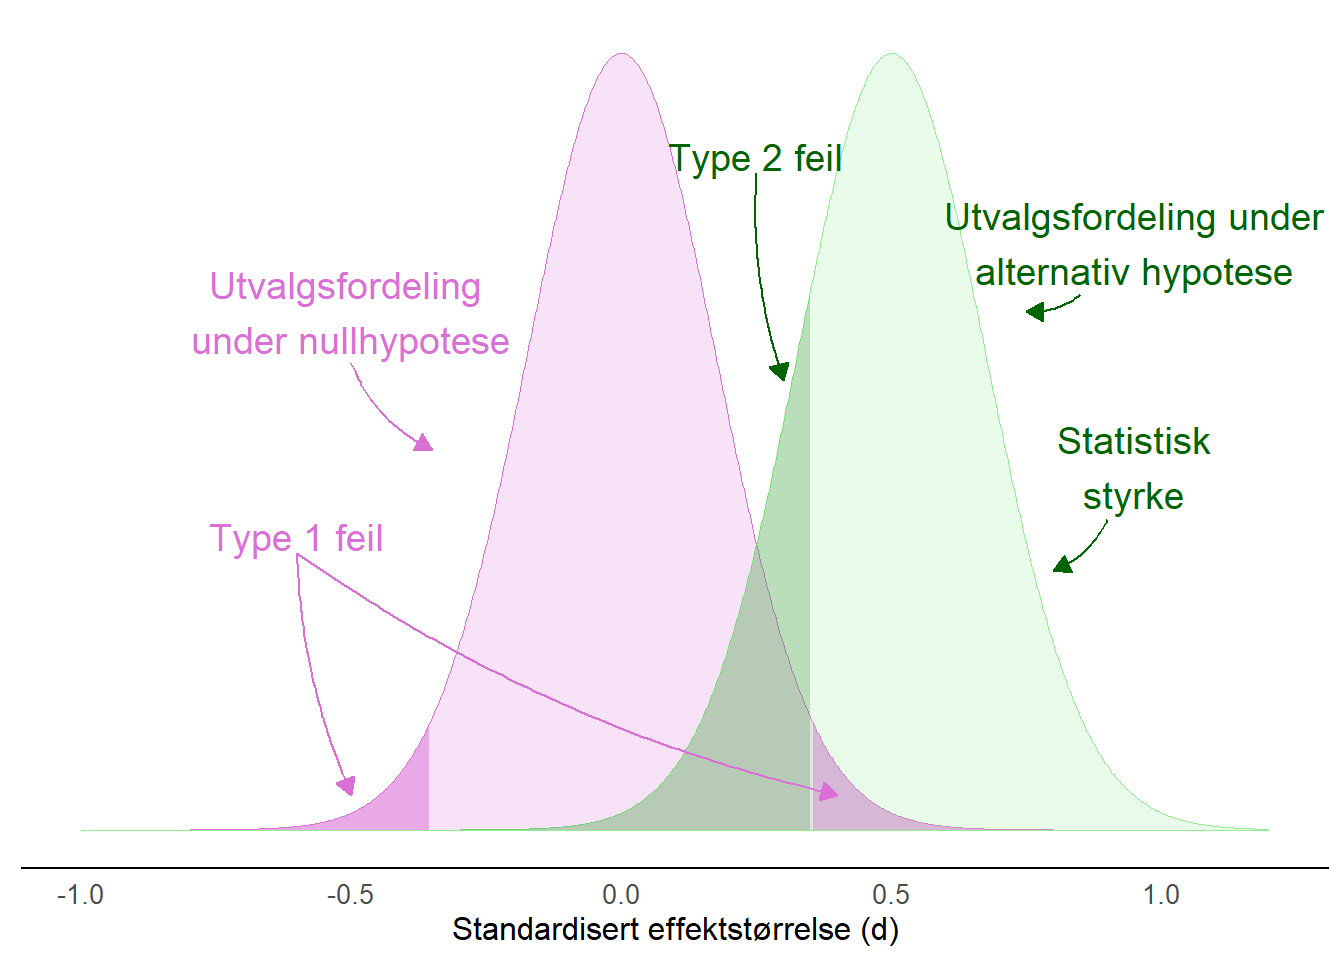 Type 2 feil
Utvalgsfordeling under
alternativ hypotese
Utvalgsfordeling
under nullhypotese
Statistisk
styrke
Type 1 feil
-1.0 -0.5 0.0 0.5 1.0
Standardisert effektstørrelse (d)